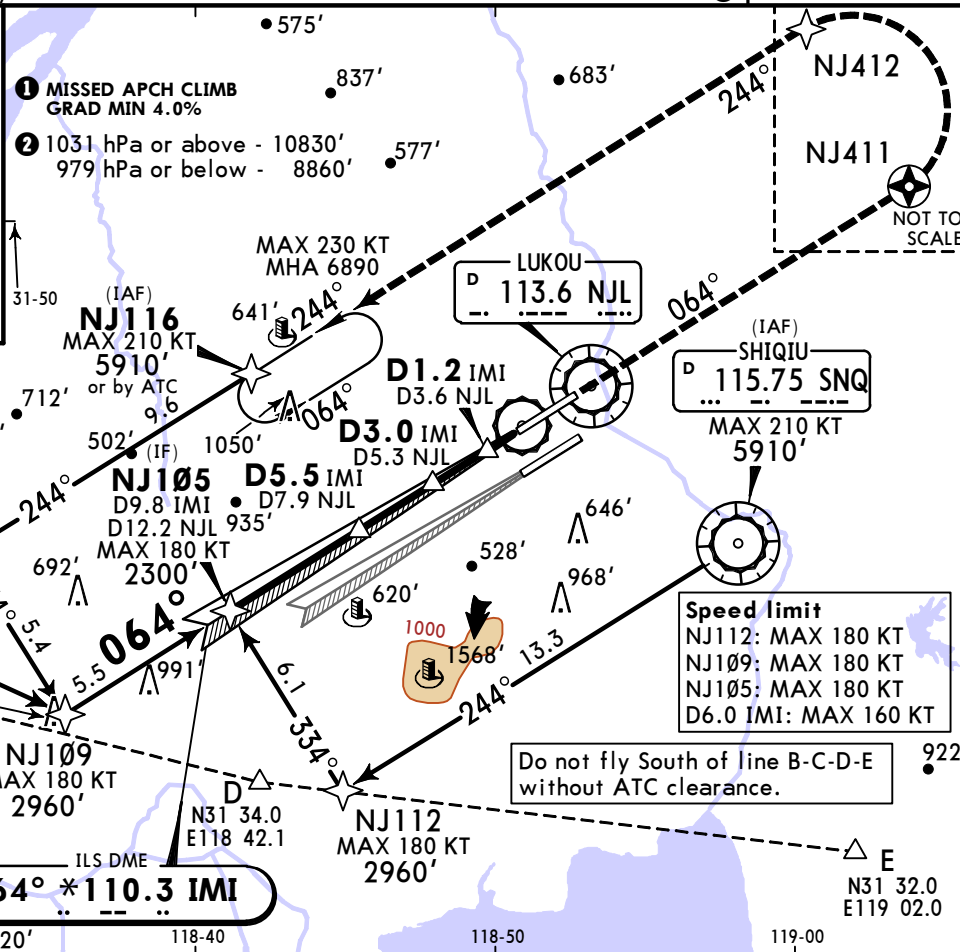 575'
❶ MISSED APCH CLIMB
GRAD MIN 4.0%
❷ 1031 hPa or above - 10830'
979 hPa or below - 8860'
837'
683'
577'
244°
NJ412
NJ411
NOT TO
SCALE
31-50
MAX 230 KT
MHA 6890
641'
244°
(IAF)
NJ116
MAX 210 KT
5910'
or by ATC
9.6
LUKOU
D 113.6 NJL
064°
(IAF)
SHIQIU
D 115.75 SNQ
MAX 210 KT
5910'
712'
502'
1050'
064°
D1.2 IMI
D3.6 NJL
D3.0 IMI
D5.3 NJL
D5.5 IMI
D7.9 NJL
(IF)
NJ1Ø5
D9.8 IMI
D12.2 NJL
MAX 180 KT
2300'
935'
244°
646'
528'
968'
620'
692'
5.4
064°
5.5
991'
1000
1568'
13.3
244°
6.1
334°
Speed limit
NJ112: MAX 180 KT
NJ1Ø9: MAX 180 KT
NJ1Ø5: MAX 180 KT
D6.0 IMI: MAX 160 KT
Do not fly South of line B-C-D-E
without ATC clearance.
922
NJ1Ø9
MAX 180 KT
2960'
D
N31 34.0
E118 42.1
NJ112
MAX 180 KT
2960'
E
N31 32.0
E119 02.0
ILS DME
64° *110.3 IMI
20'
118-40
118-50
119-00